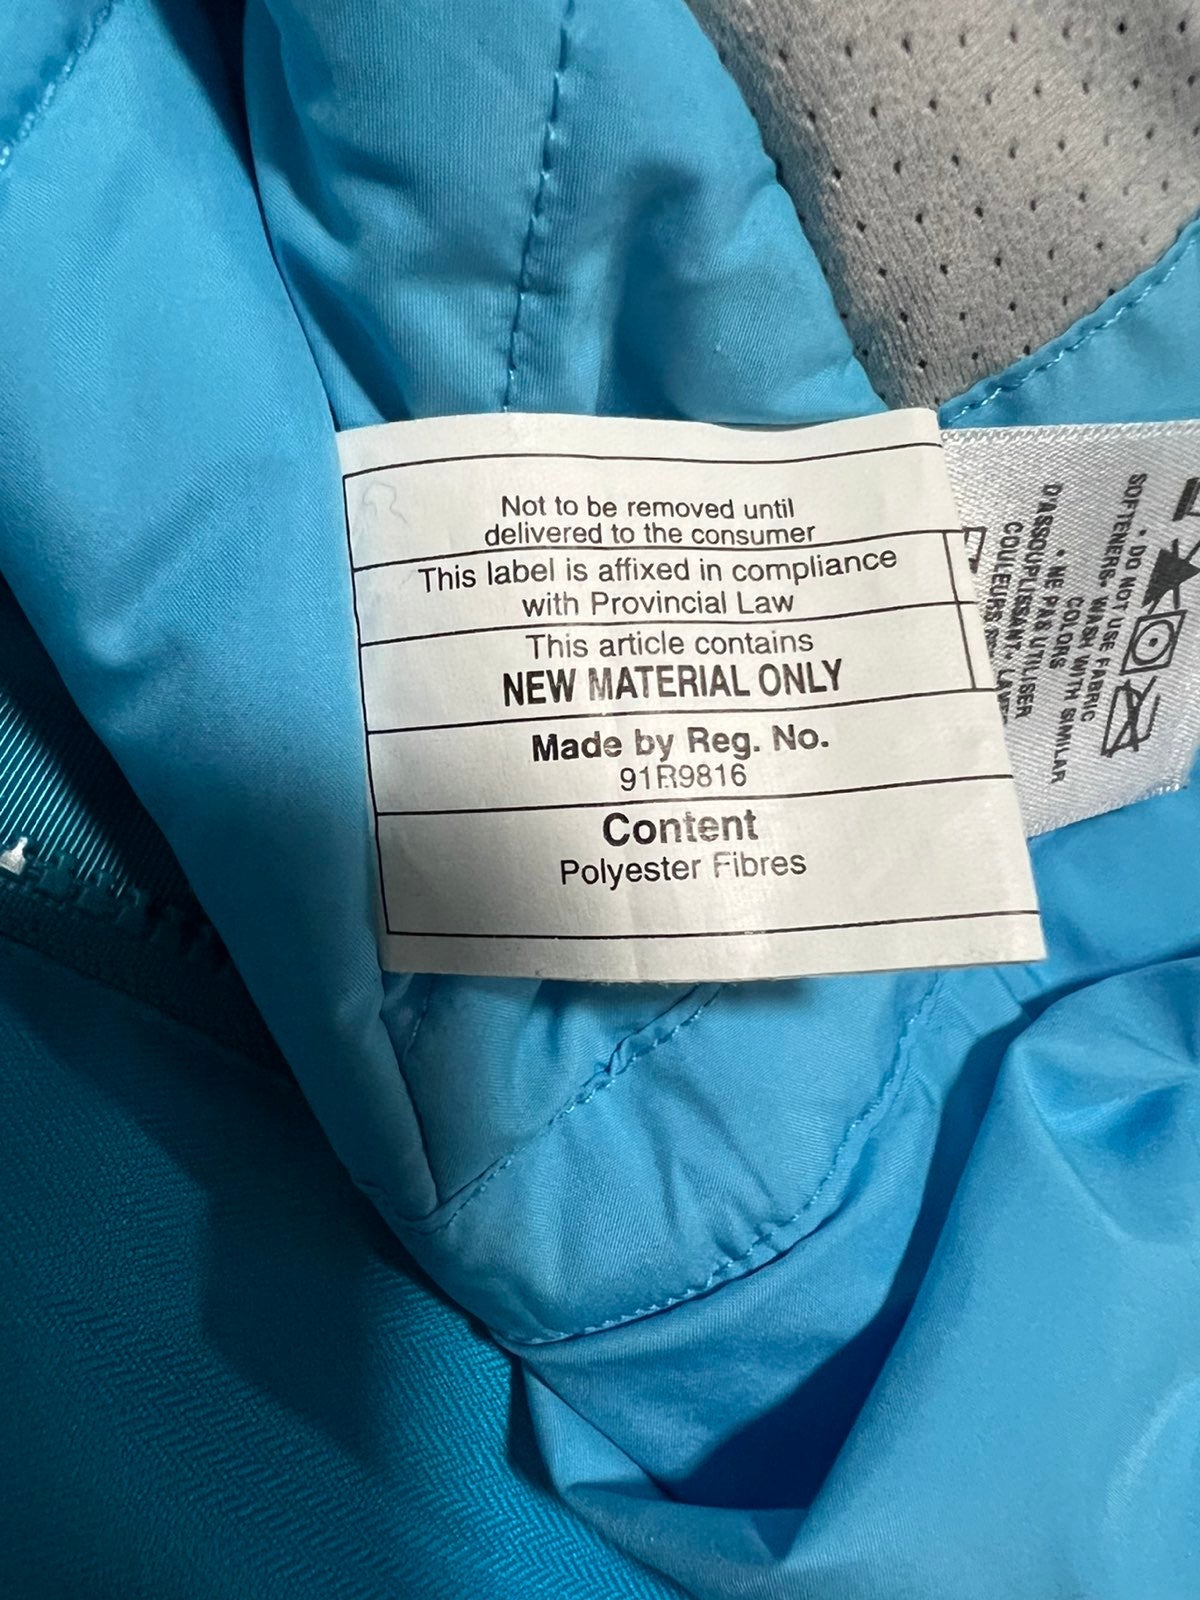 Not to be removed until
delivered to the consumer
This label is affixed in compliance
with Provincial Law
This article contains
NEW MATERIAL ONLY
Made by Reg. No.
91R9816
Content
Polyester Fibres
• DO NOT USE FABRIC
SOFTENERS. WASH WITH SIMILAR
COLORS
• NE PAS UTILISER
D'ASSOUPLISSANT.
COULEURS